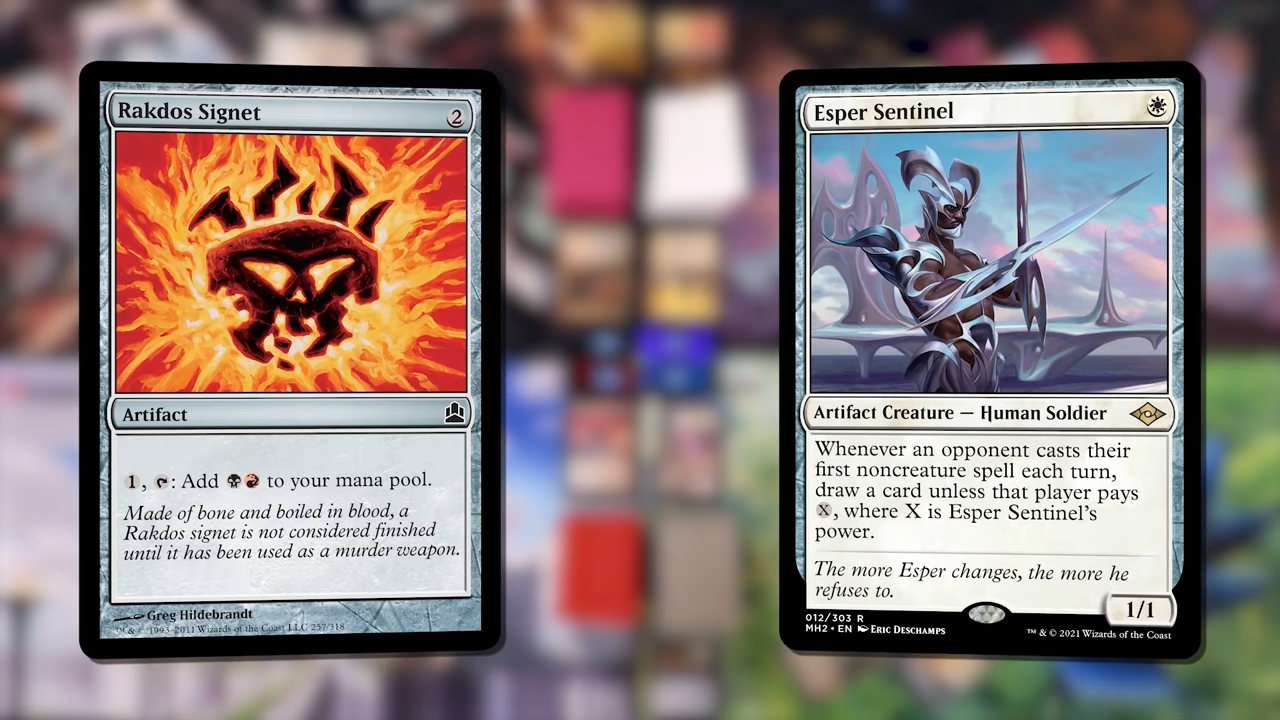 Rakdos Signet
2
Artifact
1, : Add to your mana pool.
Made of bone and boiled in blood, a
Rakdos signet is not considered finished
until it has been used as a murder weapon.
Greg Hildebrandt
™ & © 1993-2011 Wizards of the Coast LLC 257/318
Esper Sentinel
Artifact Creature — Human Soldier
Whenever an opponent casts their
first noncreature spell each turn,
draw a card unless that player pays
X, where X is Esper Sentinel's
power.
The more Esper changes, the more he
refuses to.
1/1
012/303 R
MH2 • EN Eric Deschamps
™ & © 2021 Wizards of the Coast